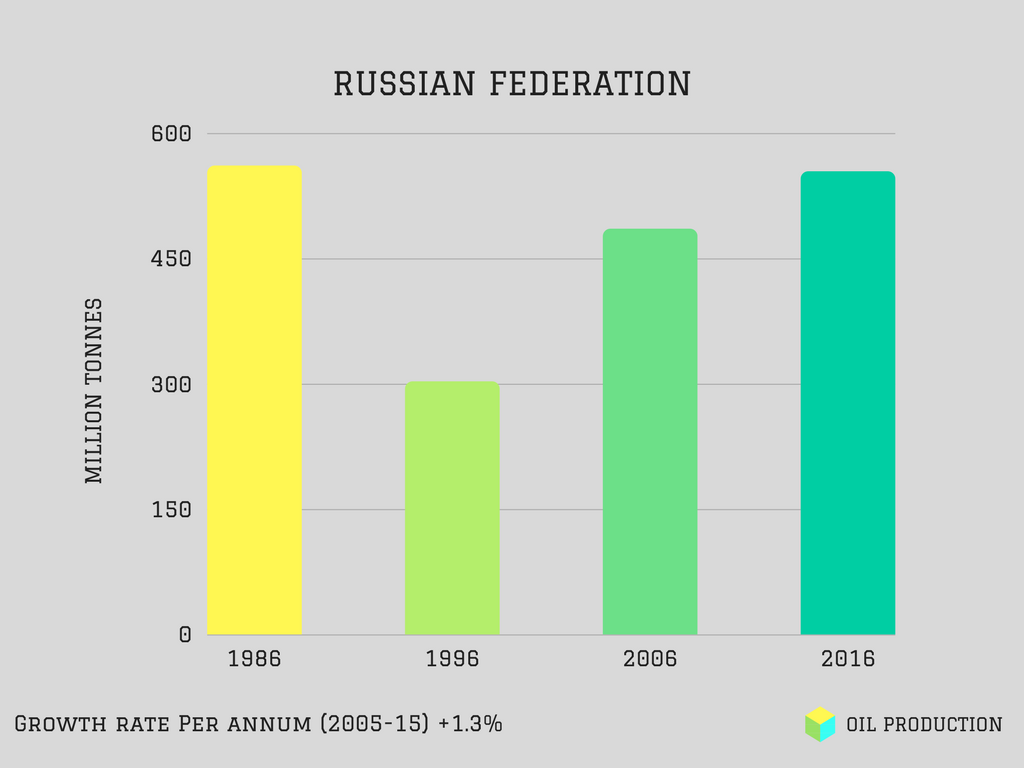 RUSSIAN FEDERATION
600
450
300
150
0
MILLION TONNES
1986 1996 2006 2016
Growth rate Per annum (2005-15) +1.3%
OIL PRODUCTION